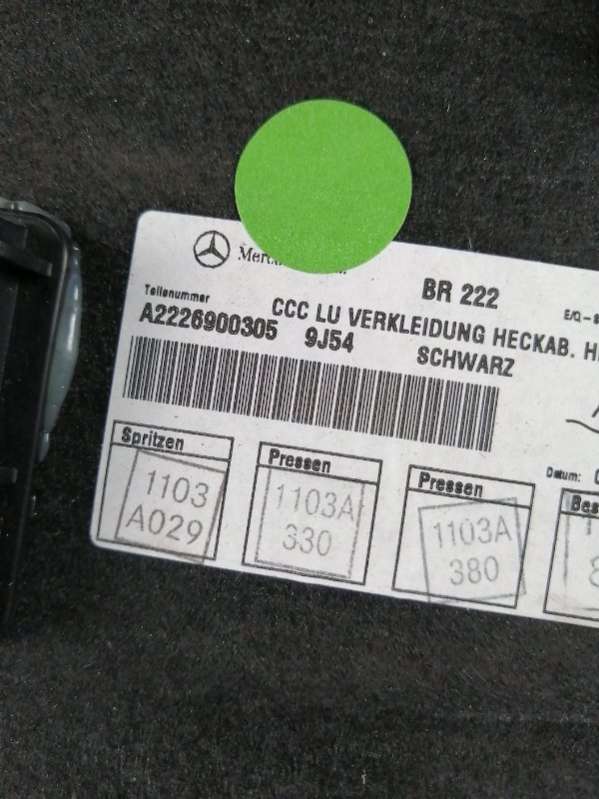 BR 222
E/Q-
Teilenummer
CCC LU VERKLEIDUNG HECKAB.
A2226900305 9J54 SCHWARZ
Datum:
Spritzen
Pressen
Pressen
1103
A029
1103A
330
1103A
380